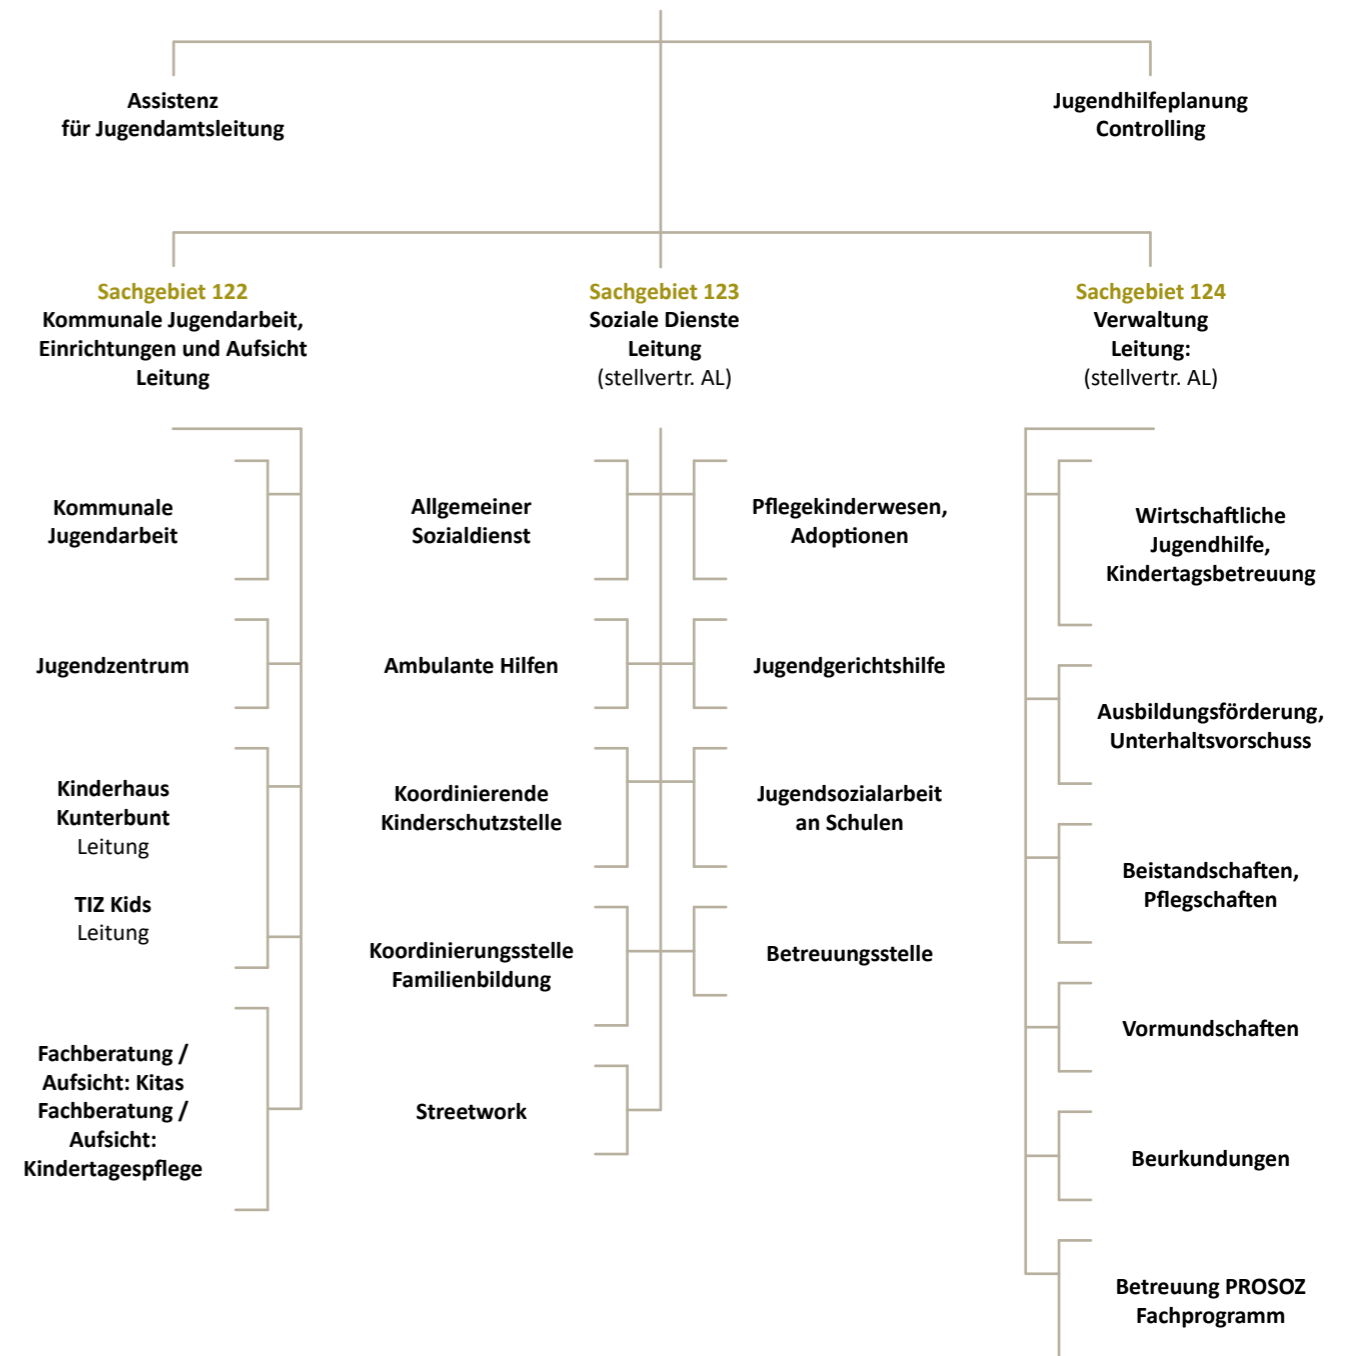 Assistenz
für Jugendamtsleitung
Jugendhilfeplanung
Controlling
Sachgebiet 122
Kommunale Jugendarbeit,
Einrichtungen und Aufsicht
Leitung
Sachgebiet 123
Soziale Dienste
Leitung
(stellvertr. AL)
Sachgebiet 124
Verwaltung
Leitung:
(stellvertr. AL)
Kommunale
Jugendarbeit
Jugendzentrum
Kinderhaus
Kunterbunt
Leitung
TIZ Kids
Leitung
Fachberatung /
Aufsicht: Kitas
Fachberatung /
Aufsicht:
Kindertagespflege
Allgemeiner
Sozialdienst
Ambulante Hilfen
Koordinierende
Kinderschutzstelle
Koordinierungsstelle
Familienbildung
Streetwork
Pflegekinderwesen,
Adoptionen
Jugendgerichtshilfe
Jugendsozialarbeit
an Schulen
Betreuungsstelle
Wirtschaftliche
Jugendhilfe,
Kindertagsbetreuung
Ausbildungsförderung,
Unterhaltsvorschuss
Beistandschaften,
Pflegschaften
Vormundschaften
Beurkundungen
Betreuung PROSOZ
Fachprogramm